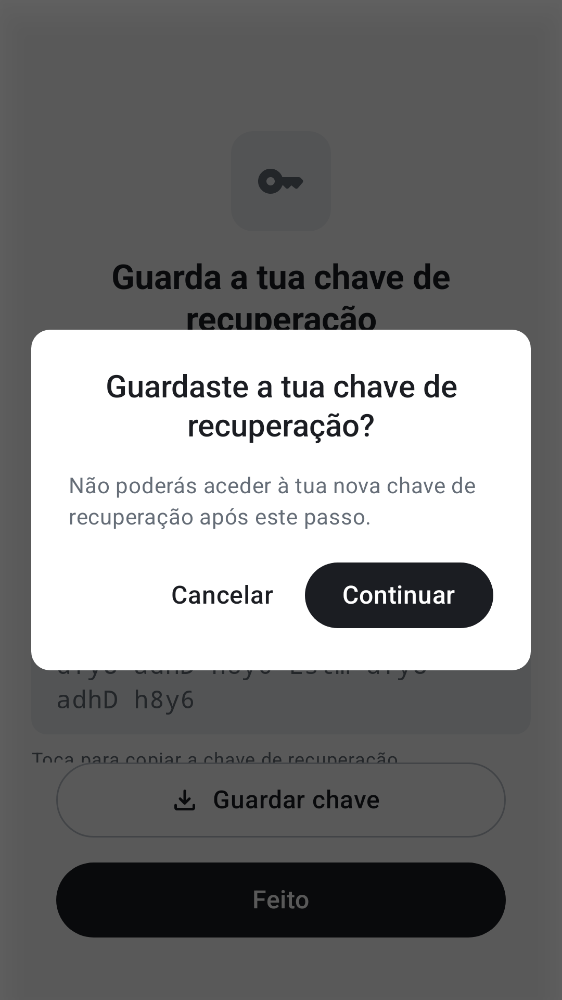 Guarda a tua chave de
recuperação
Guardaste a tua chave de
recuperação?
Não poderás aceder à tua nova chave de
recuperação após este passo.
Cancelar
Continuar
adhD h8y6
Toca para copiar a chave de recuperação
Guardar chave
Feito